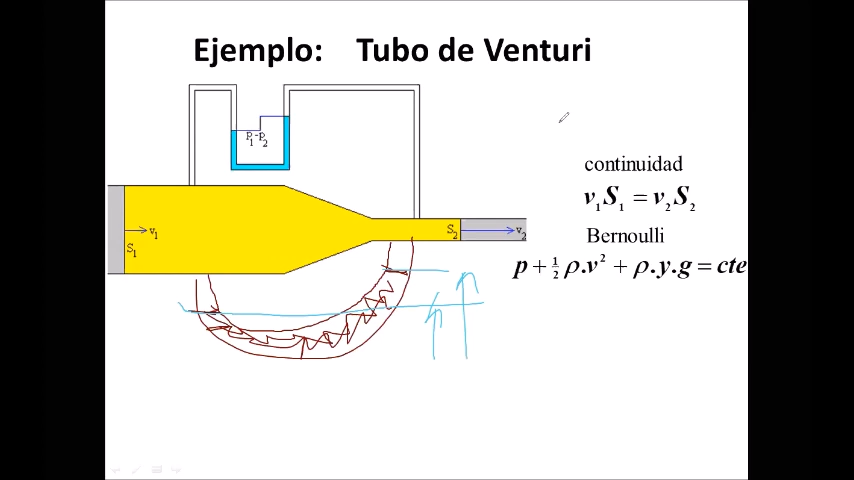 Ejemplo: Tubo de Venturi
p₁-p₂
continuidad
v₁S₁ = v₂S₂
S₁
v₁
S₂
v₂
Bernoulli
p + ½ ρ.v² + ρ.y.g = cte